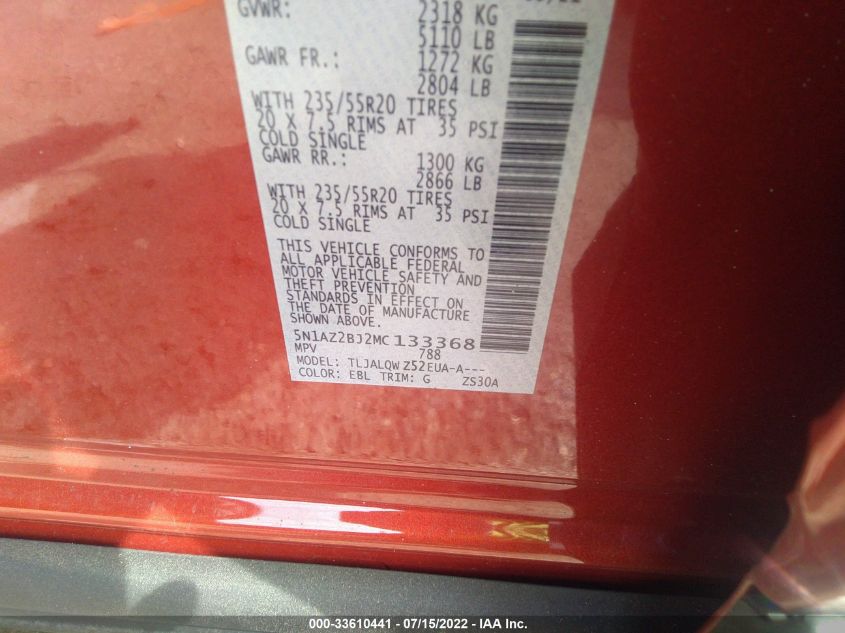 GVWR: 2318 KG
5110 LB
GAWR FR.: 1272 KG
2804 LB
WITH 235/55R20 TIRES
20 X 7.5 RIMS AT 35 PSI
COLD SINGLE
GAWR RR.: 1300 KG
2866 LB
WITH 235/55R20 TIRES
20 X 7.5 RIMS AT 35 PSI
COLD SINGLE
THIS VEHICLE CONFORMS TO
ALL APPLICABLE FEDERAL
MOTOR VEHICLE SAFETY AND
THEFT PREVENTION
STANDARDS IN EFFECT ON
THE DATE OF MANUFACTURE
SHOWN ABOVE.
5N1AZ2BJ2MC133368
MPV 788
MODEL: TLJALQWZ52EUA-A---
COLOR: EBL TRIM: G ZS30A
000-33610441 - 07/15/2022 - IAA Inc.